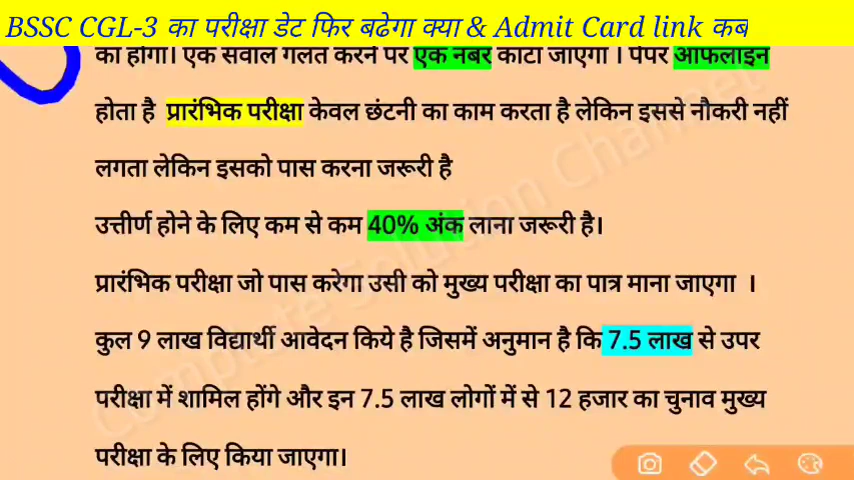 BSSC CGL-3 का परीक्षा डेट फिर बढेगा क्या & Admit Card link कब
का होगा। एक सवाल गलत करने पर एक नंबर काटा जाएगा । पेपर आफलाइन
होता है प्रारंभिक परीक्षा केवल छंटनी का काम करता है लेकिन इससे नौकरी नहीं
लगता लेकिन इसको पास करना जरूरी है
उत्तीर्ण होने के लिए कम से कम 40% अंक लाना जरूरी है।
प्रारंभिक परीक्षा जो पास करेगा उसी को मुख्य परीक्षा का पात्र माना जाएगा ।
कुल 9 लाख विद्यार्थी आवेदन किये है जिसमें अनुमान है कि 7.5 लाख से उपर
परीक्षा में शामिल होंगे और इन 7.5 लाख लोगों में से 12 हजार का चुनाव मुख्य
परीक्षा के लिए किया जाएगा।
Complete Solution Channel